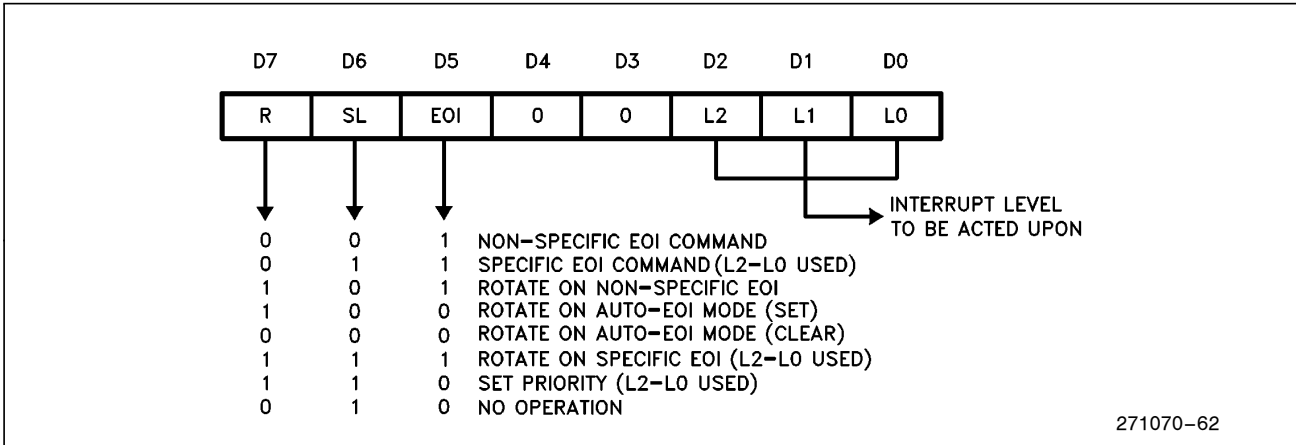 D7 D6 D5 D4 D3 D2 D1 D0
R SL EOI 0 0 L2 L1 L0
INTERRUPT LEVEL
TO BE ACTED UPON
0 0 1 NON-SPECIFIC EOI COMMAND
0 1 1 SPECIFIC EOI COMMAND (L2-L0 USED)
1 0 1 ROTATE ON NON-SPECIFIC EOI
1 0 0 ROTATE ON AUTO-EOI MODE (SET)
0 0 0 ROTATE ON AUTO-EOI MODE (CLEAR)
1 1 1 ROTATE ON SPECIFIC EOI (L2-L0 USED)
1 1 0 SET PRIORITY (L2-L0 USED)
0 1 0 NO OPERATION
271070-62